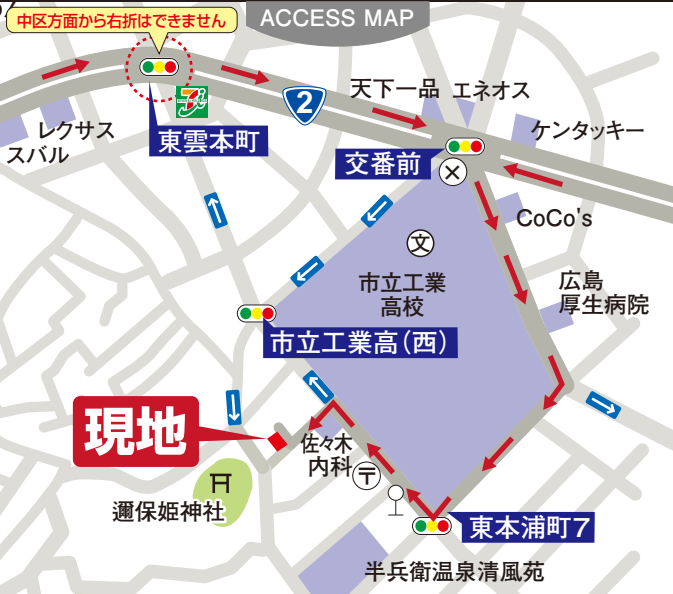 中区方面から右折はできません
ACCESS MAP
2
天下一品
エネオス
レクサス
スバル
東雲本町
ケンタッキー
交番前
CoCo's
文
市立工業
高校
広島
厚生病院
市立工業高(西)
現地
佐々木
内科
〒
邇保姫神社
東本浦町7
半兵衛温泉清風苑